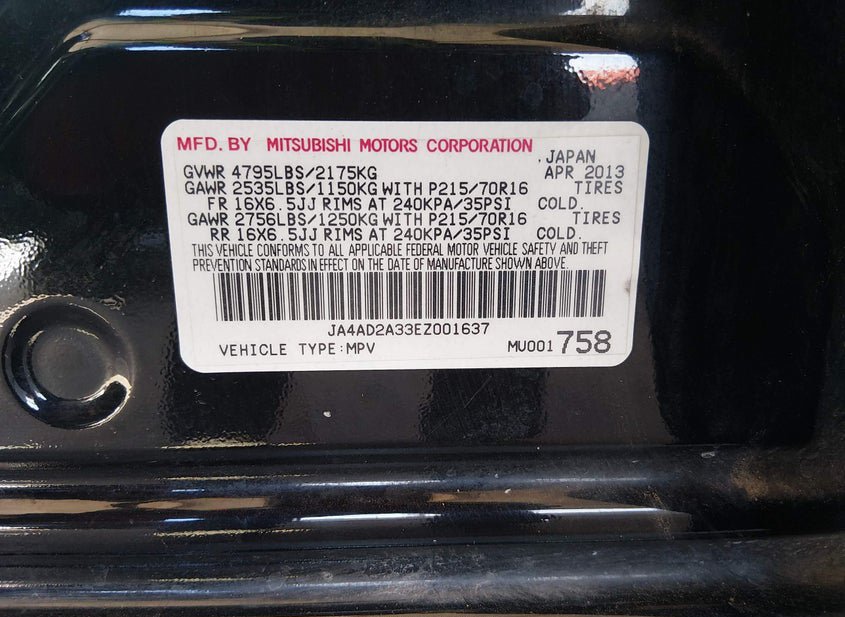 MFD. BY MITSUBISHI MOTORS CORPORATION
JAPAN
GVWR 4795LBS/2175KG APR 2013
GAWR 2535LBS/1150KG WITH P215/70R16 TIRES
FR 16X6.5JJ RIMS AT 240KPA/35PSI COLD.
GAWR 2756LBS/1250KG WITH P215/70R16 TIRES
RR 16X6.5JJ RIMS AT 240KPA/35PSI COLD.
THIS VEHICLE CONFORMS TO ALL APPLICABLE FEDERAL MOTOR VEHICLE SAFETY AND THEFT
PREVENTION STANDARDS IN EFFECT ON THE DATE OF MANUFACTURE SHOWN ABOVE.
JA4AD2A33EZ001637
VEHICLE TYPE:MPV MU001758